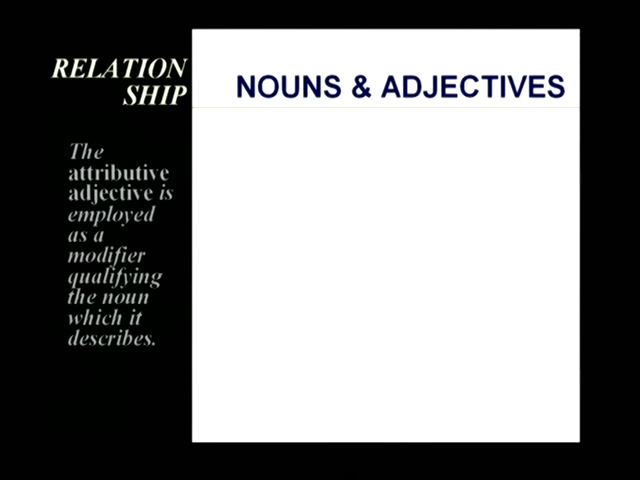 RELATION
SHIP
NOUNS & ADJECTIVES
The
attributive
adjective is
employed
as a
modifier
qualifying
the noun
which it
describes.